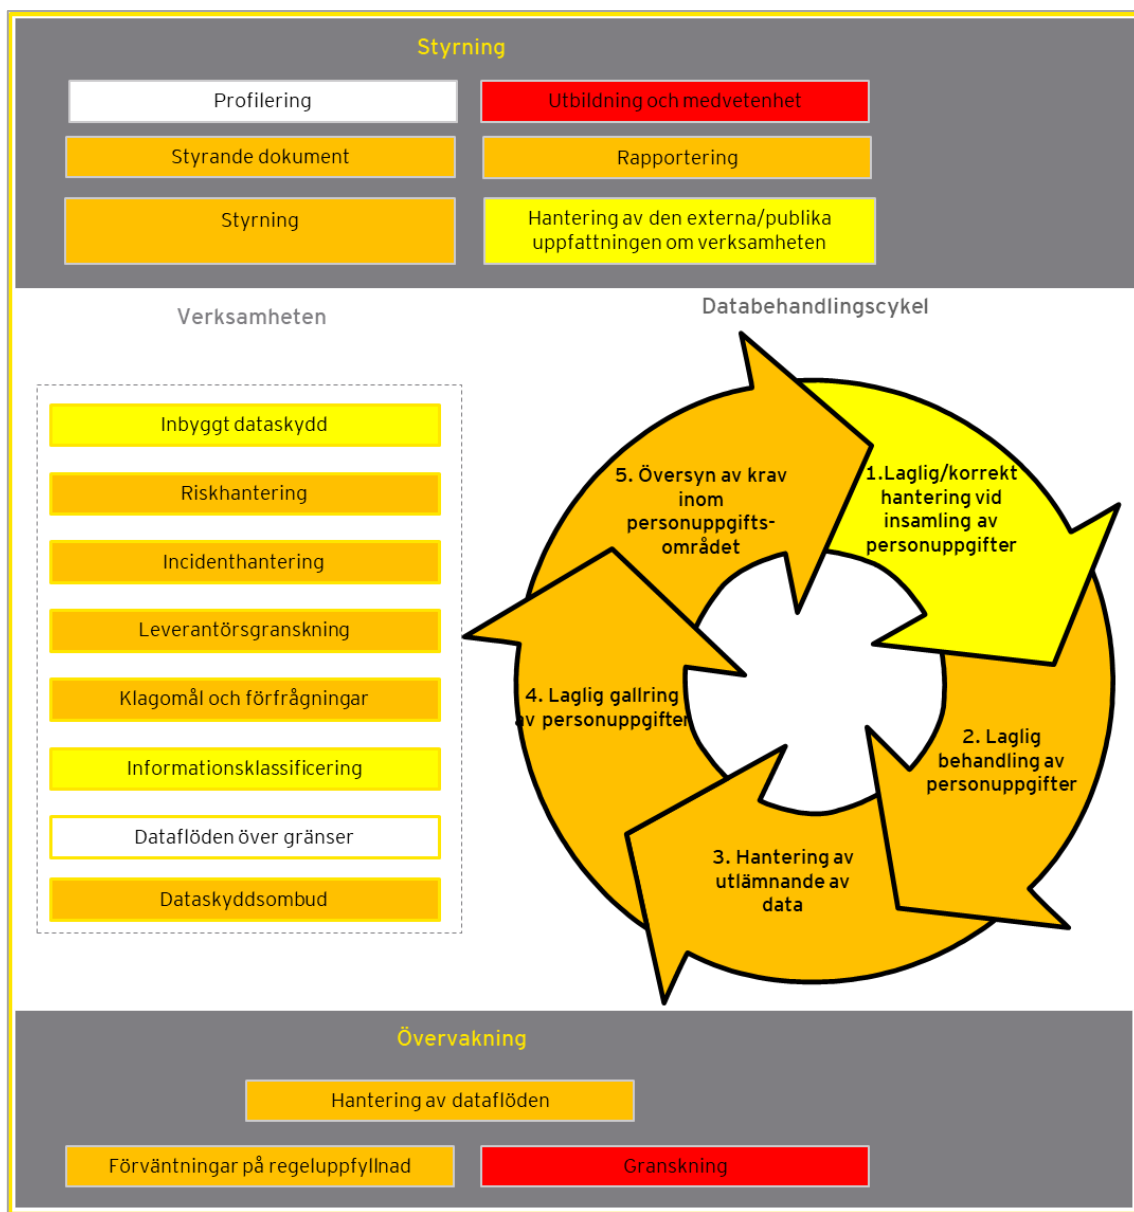 Styrning
Profilering
Utbildning och medvetenhet
Styrande dokument
Rapportering
Styrning
Hantering av den externa/publika
uppfattningen om verksamheten
Verksamheten
Inbyggt dataskydd
Riskhantering
Incidenthantering
Leverantörsgranskning
Klagomål och förfrågningar
Informationsklassificering
Dataflöden över gränser
Dataskyddsombud
Databehandlingscykel
1.Laglig/korrekt
hantering vid
insamling av
personuppgifter
2. Laglig
behandling av
personuppgifter
3. Hantering av
utlämnande av
data
4. Laglig gallring
av personuppgifter
5. Översyn av krav
inom
personuppgifts-
området
Övervakning
Hantering av dataflöden
Förväntningar på regeluppfyllnad
Granskning